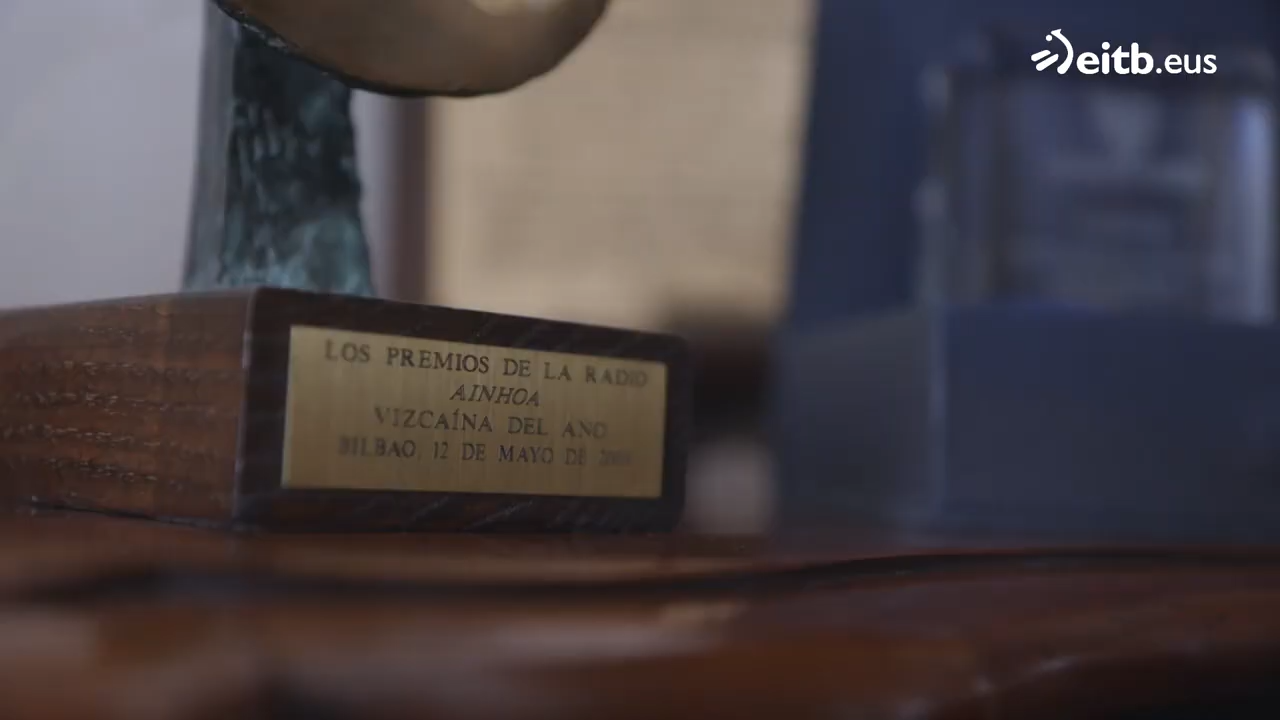 eitb.eus
LOS PREMIOS DE LA RADIO
AINHOA
VIZCAÍNA DEL AÑO
BILBAO, 12 DE MAYO DE